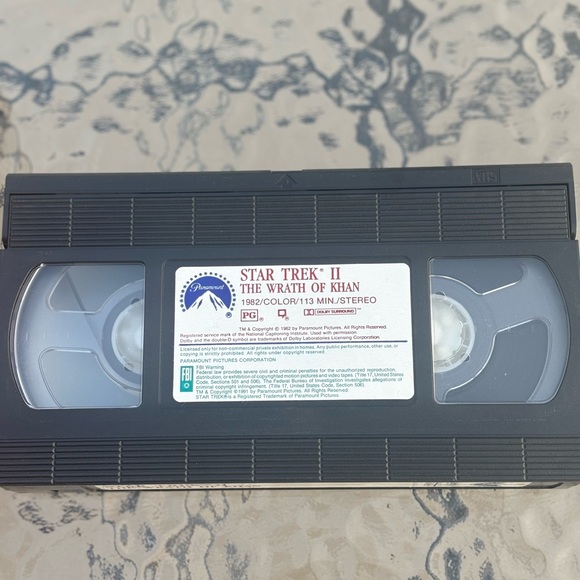 VHS
Paramount
STAR TREK® II
THE WRATH OF KHAN
1982/COLOR/113 MIN./STEREO
PG ® DOLBY SURROUND
TM & Copyright © 1982 by Paramount Pictures. All Rights Reserved.
Registered service mark of the National Captioning Institute. Used with permission.
Dolby and the double-D symbol are trademarks of Dolby Laboratories Licensing Corporation.
Licensed only for non-commercial private exhibition in homes. Any public performance, other use, or
copying is strictly prohibited. All rights under copyright reserved.
PARAMOUNT PICTURES CORPORATION
FBI
FBI Warning
Federal law provides severe civil and criminal penalties for the unauthorized reproduction,
distribution, or exhibition of copyrighted motion pictures and video tapes. (Title 17, United States
Code, Sections 501 and 506). The Federal Bureau of Investigation investigates allegations of
criminal copyright infringement. (Title 17, United States Code, Section 506).
TM & Copyright © 1991 by Paramount Pictures. All Rights Reserved.
STAR TREK® is a Registered Trademark of Paramount Pictures